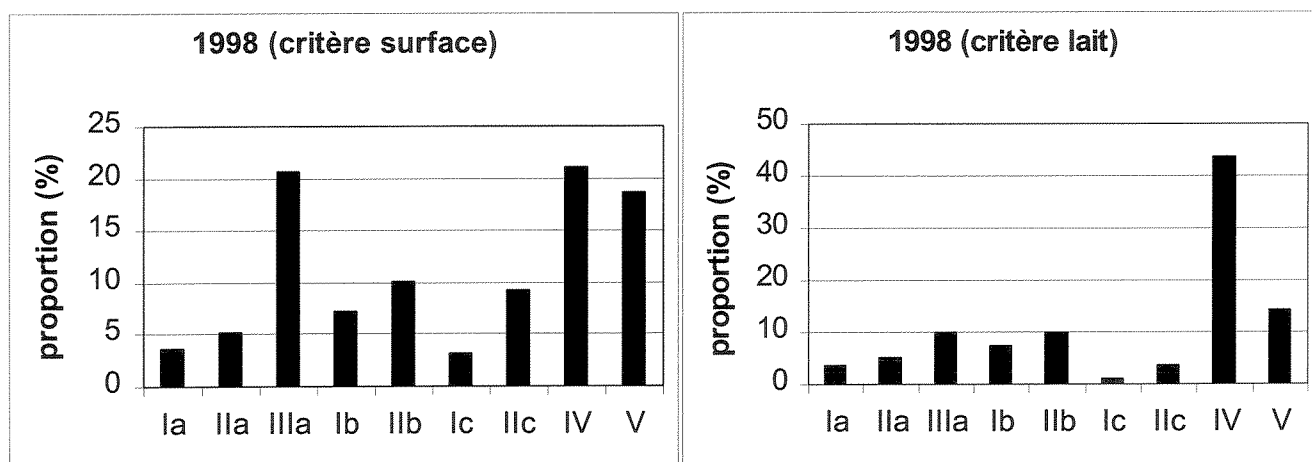 1998 (critère surface)
proportion (%)
25
20
15
10
5
0
Ia IIa IIIa Ib IIb Ic IIc IV V
1998 (critère lait)
proportion (%)
50
40
30
20
10
0
Ia IIa IIIa Ib IIb Ic IIc IV V